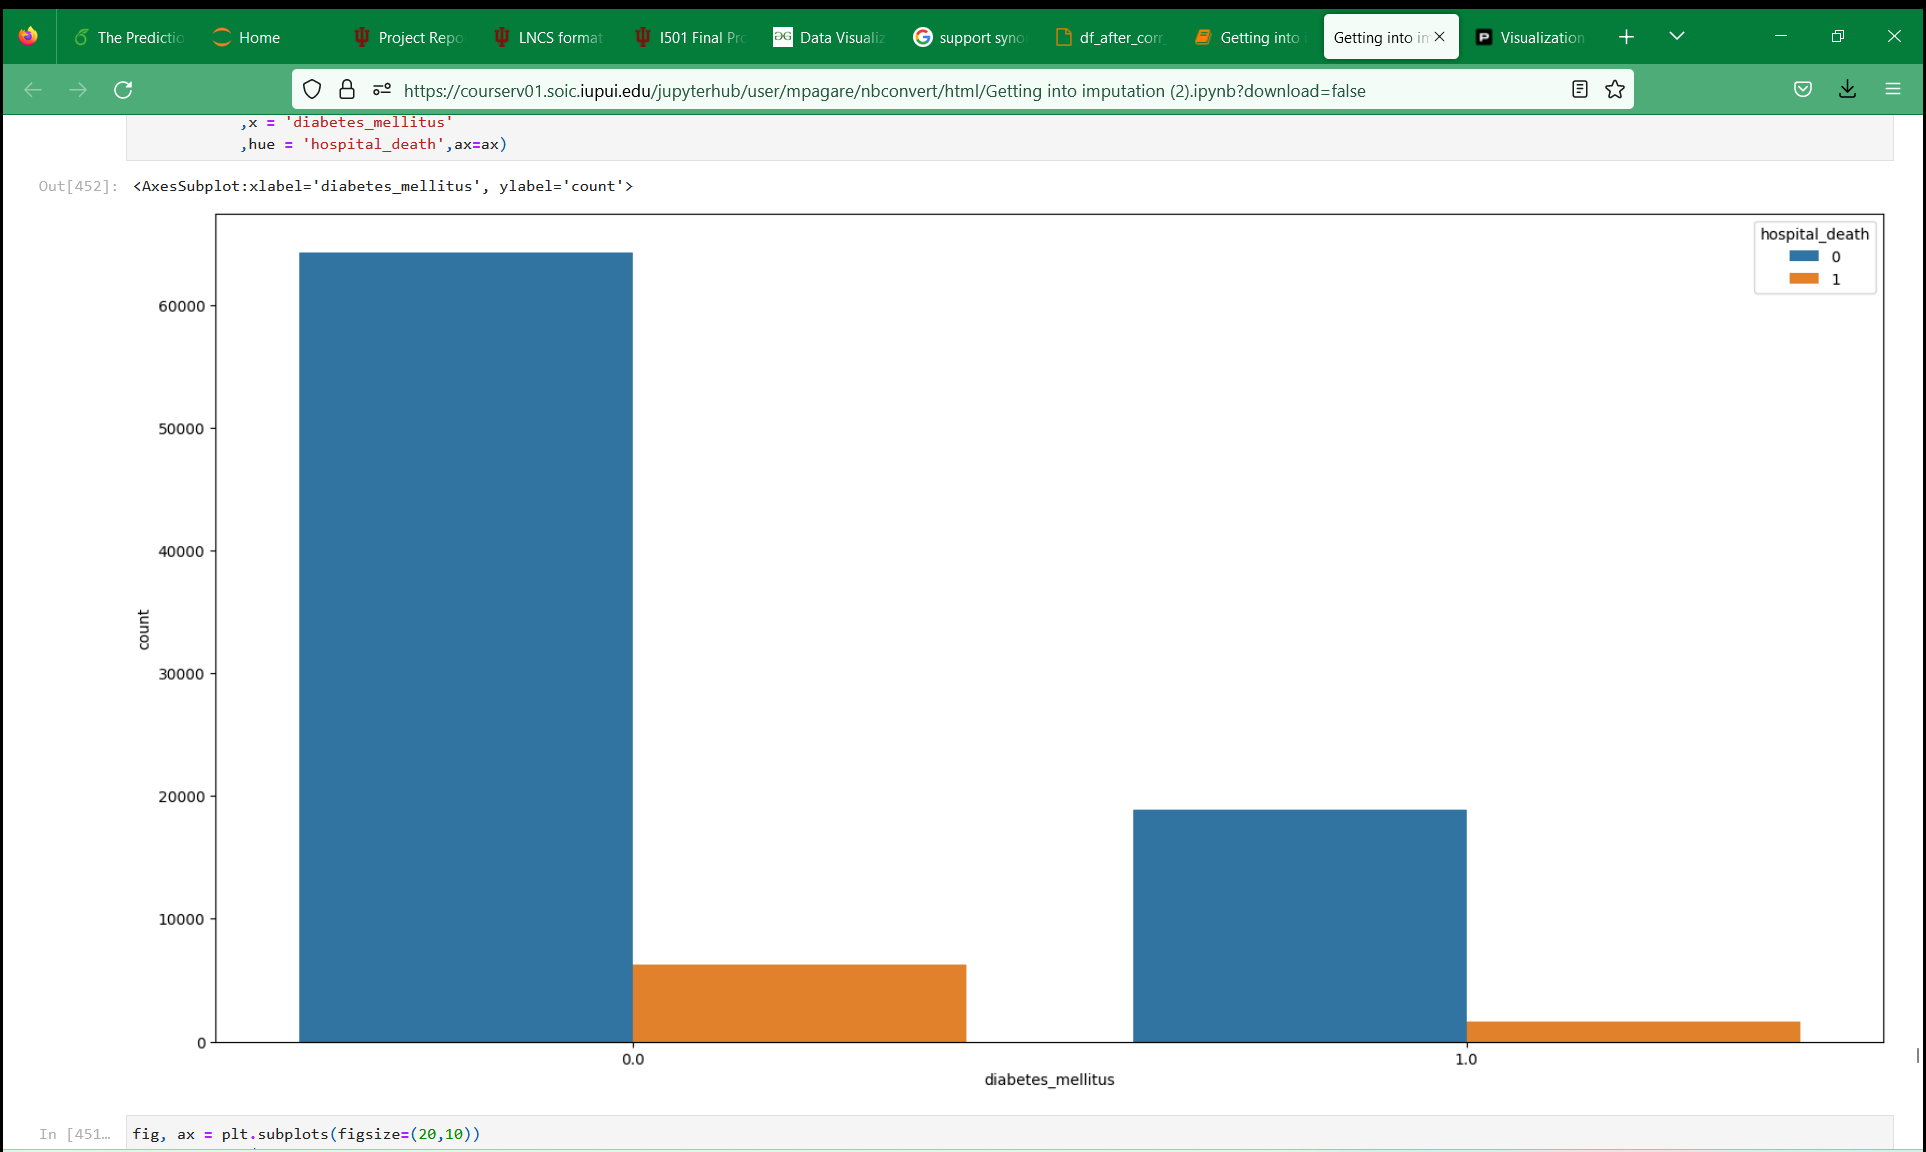 The Predictio
Home
Project Repo
LNCS format
I501 Final Pro
Data Visualiz
support syno
df_after_corr
Getting into i
Getting into im
Visualization
https://courserv01.soic.iupui.edu/jupyterhub/user/mpagare/nbconvert/html/Getting into imputation (2).ipynb?download=false
,x = 'diabetes_mellitus'
,hue = 'hospital_death',ax=ax)
Out[452]: <AxesSubplot:xlabel='diabetes_mellitus', ylabel='count'>
hospital_death
0
1
60000
50000
40000
30000
20000
10000
0
count
0.0
1.0
diabetes_mellitus
In [451… fig, ax = plt.subplots(figsize=(20,10))